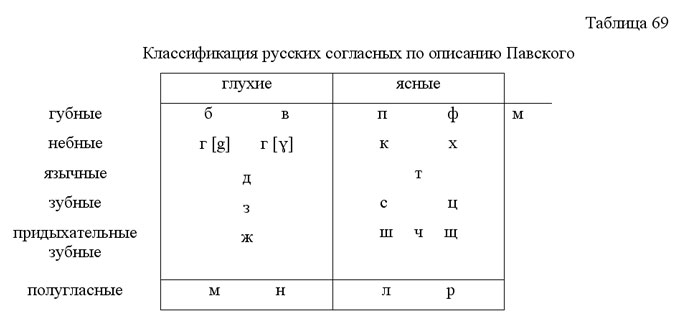 Таблица 69
Классификация русских согласных по описанию Павского
глухие ясные
губные б в п ф м
небные г [g] г [ɣ] к х
язычные д т
зубные з с ц
придыхательные
зубные ж ш ч щ
полугласные м н л р